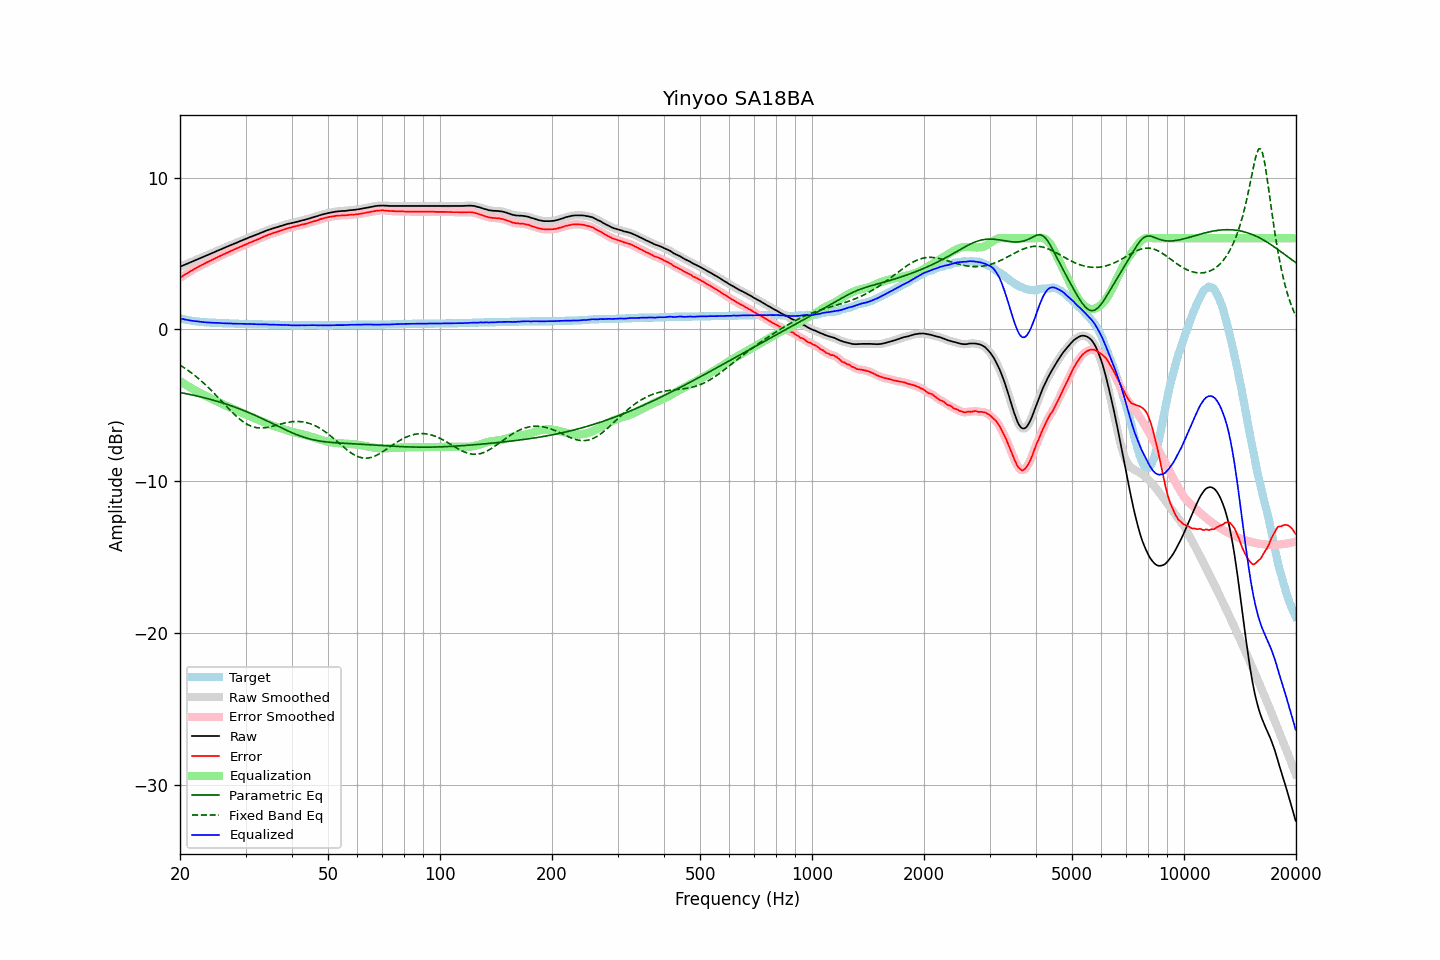 Yinyoo SA18BA
Amplitude (dBr)
10
0
−10
−20
−30
Target
Raw Smoothed
Error Smoothed
Raw
Error
Equalization
Parametric Eq
Fixed Band Eq
Equalized
20 50 100 200 500 1000 2000 5000 10000 20000
Frequency (Hz)